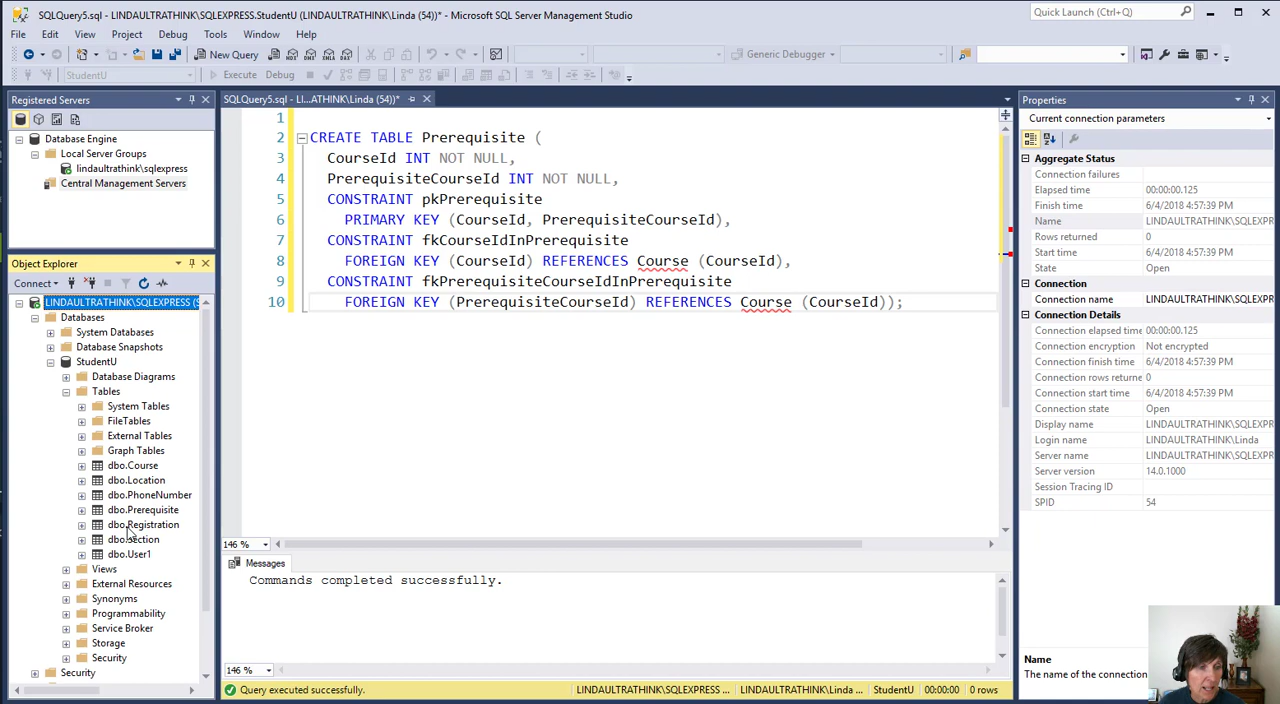 SQLQuery5.sql - LINDAULTRATHINK\SQLEXPRESS.StudentU (LINDAULTRATHINK\Linda (54))* - Microsoft SQL Server Management Studio
Quick Launch (Ctrl+Q)
File Edit View Project Debug Tools Window Help
New Query
Generic Debugger
StudentU
Execute Debug
Registered Servers
Database Engine
Local Server Groups
lindaultrathink\sqlexpress
Central Management Servers
Object Explorer
Connect
LINDAULTRATHINK\SQLEXPRESS (S
Databases
System Databases
Database Snapshots
StudentU
Database Diagrams
Tables
System Tables
FileTables
External Tables
Graph Tables
dbo.Course
dbo.Location
dbo.PhoneNumber
dbo.Prerequisite
dbo.Registration
dbo.Section
dbo.User1
Views
External Resources
Synonyms
Programmability
Service Broker
Storage
Security
Security
SQLQuery5.sql - LI...ATHINK\Linda (54))*
1
2 CREATE TABLE Prerequisite (
3 CourseId INT NOT NULL,
4 PrerequisiteCourseId INT NOT NULL,
5 CONSTRAINT pkPrerequisite
6 PRIMARY KEY (CourseId, PrerequisiteCourseId),
7 CONSTRAINT fkCourseIdInPrerequisite
8 FOREIGN KEY (CourseId) REFERENCES Course (CourseId),
9 CONSTRAINT fkPrerequisiteCourseIdInPrerequisite
10 FOREIGN KEY (PrerequisiteCourseId) REFERENCES Course (CourseId));
146 %
Messages
Commands completed successfully.
146 %
Query executed successfully. LINDAULTRATHINK\SQLEXPRESS ... LINDAULTRATHINK\Linda ... StudentU 00:00:00 0 rows
Properties
Current connection parameters
Aggregate Status
Connection failures
Elapsed time 00:00:00.125
Finish time 6/4/2018 4:57:39 PM
Name LINDAULTRATHINK\SQLEXPR
Rows returned 0
Start time 6/4/2018 4:57:39 PM
State Open
Connection
Connection name LINDAULTRATHINK\SQLEXPR
Connection Details
Connection elapsed time 00:00:00.125
Connection encryption Not encrypted
Connection finish time 6/4/2018 4:57:39 PM
Connection rows returne 0
Connection start time 6/4/2018 4:57:39 PM
Connection state Open
Display name LINDAULTRATHINK\SQLEXPR
Login name LINDAULTRATHINK\Linda
Server name LINDAULTRATHINK\SQLEXPR
Server version 14.0.1000
Session Tracing ID
SPID 54
Name
The name of the connection